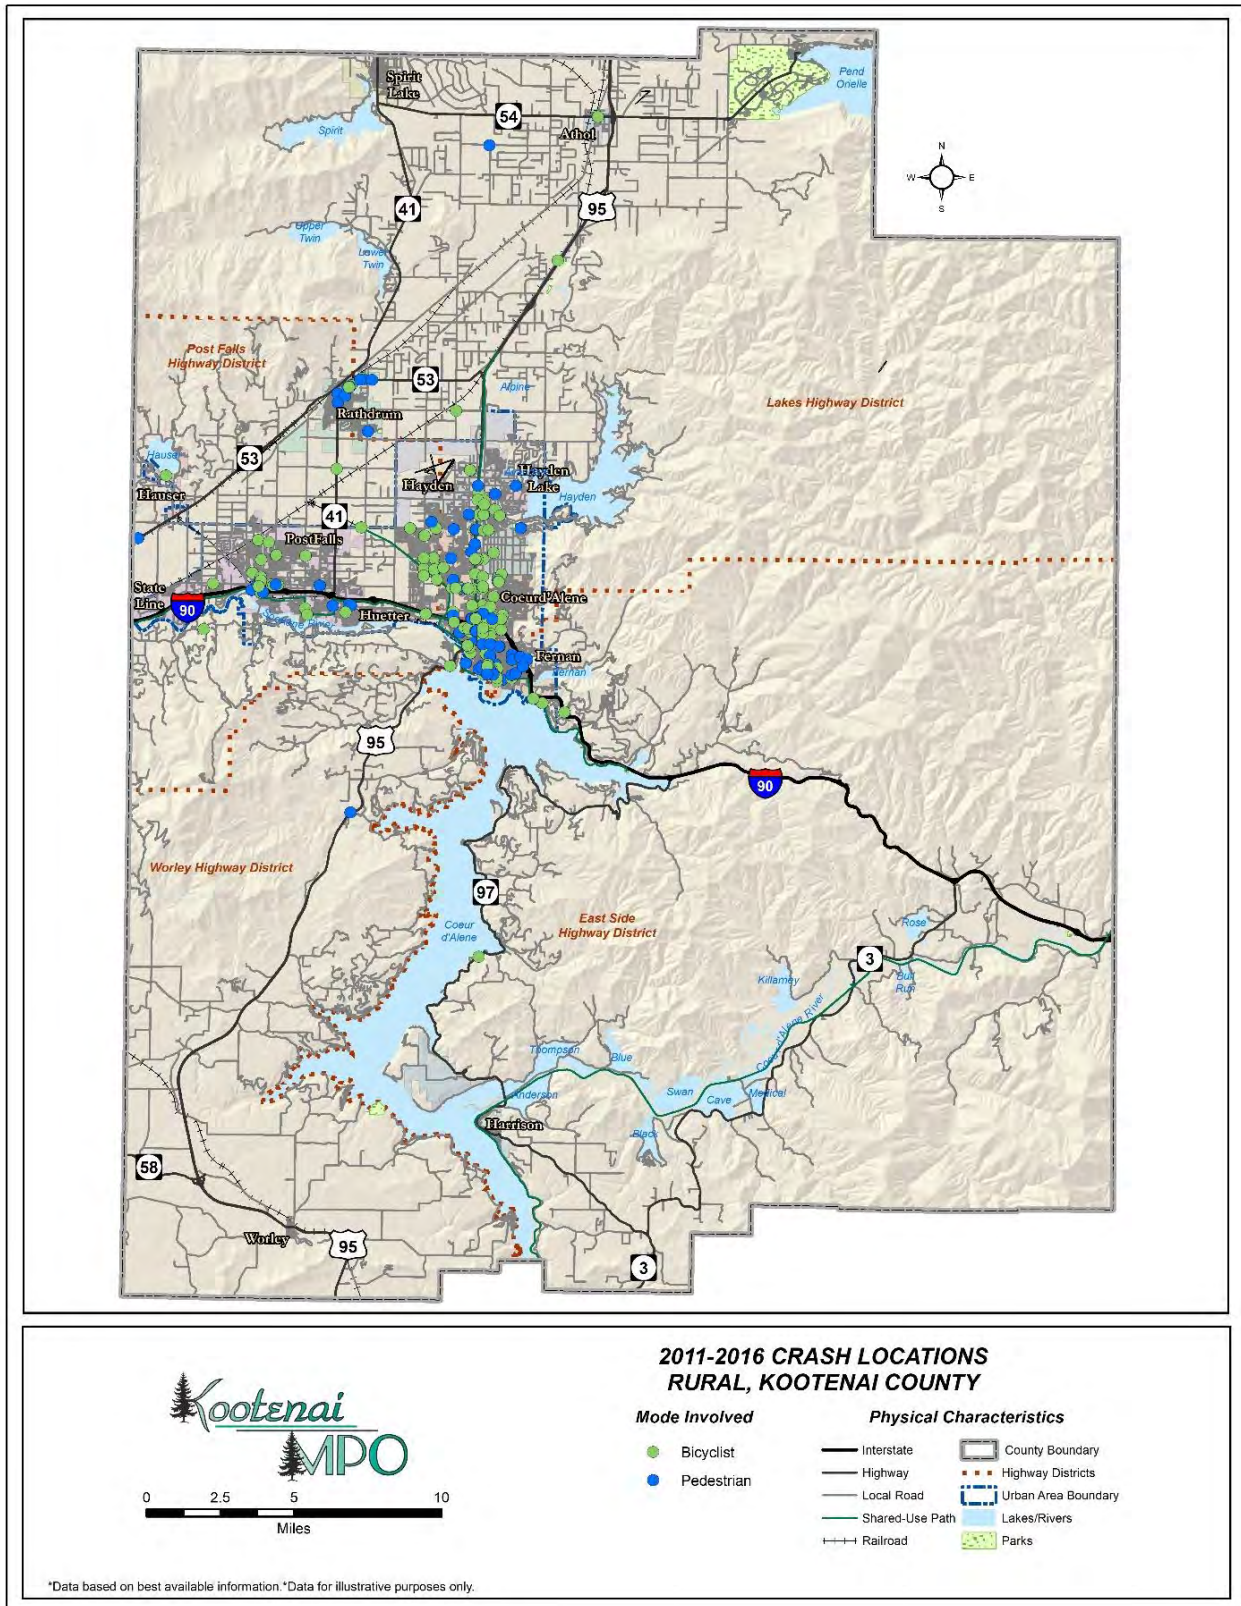 Spirit
Lake
Pend
Orielle
54
Athol
Spirit
N
W
E
S
41
95
Upper
Twin
Lower
Twin
Post Falls
Highway District
53
Alpine
Lakes Highway District
Rathdrum
Hauser
53
Hauser
Hayden
Hayden
Lake
Hayden
41
PostFalls
State
Line
90
Coeurd'Alene
Huetter
Spokane River
Fernan
Fernan
95
90
Worley Highway District
97
Coeur
d'Alene
East Side
Highway District
Rose
3
Bull
Run
Killarney
Coeur d'Alene River
Thompson
Blue
Anderson
Swan
Cave
Medical
Harrison
Black
58
Worley
95
3
Kootenai
MPO
0 2.5 5 10
Miles
2011-2016 CRASH LOCATIONS
RURAL, KOOTENAI COUNTY
Mode Involved
Bicyclist
Pedestrian
Physical Characteristics
Interstate
Highway
Local Road
Shared-Use Path
Railroad
County Boundary
Highway Districts
Urban Area Boundary
Lakes/Rivers
Parks
*Data based on best available information.*Data for illustrative purposes only.